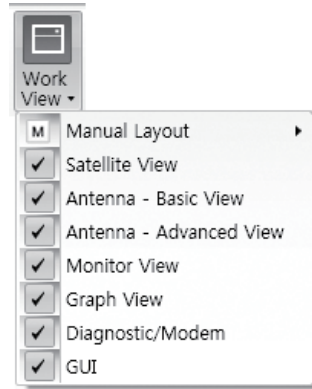 Work
View
M Manual Layout
Satellite View
Antenna - Basic View
Antenna - Advanced View
Monitor View
Graph View
Diagnostic/Modem
GUI